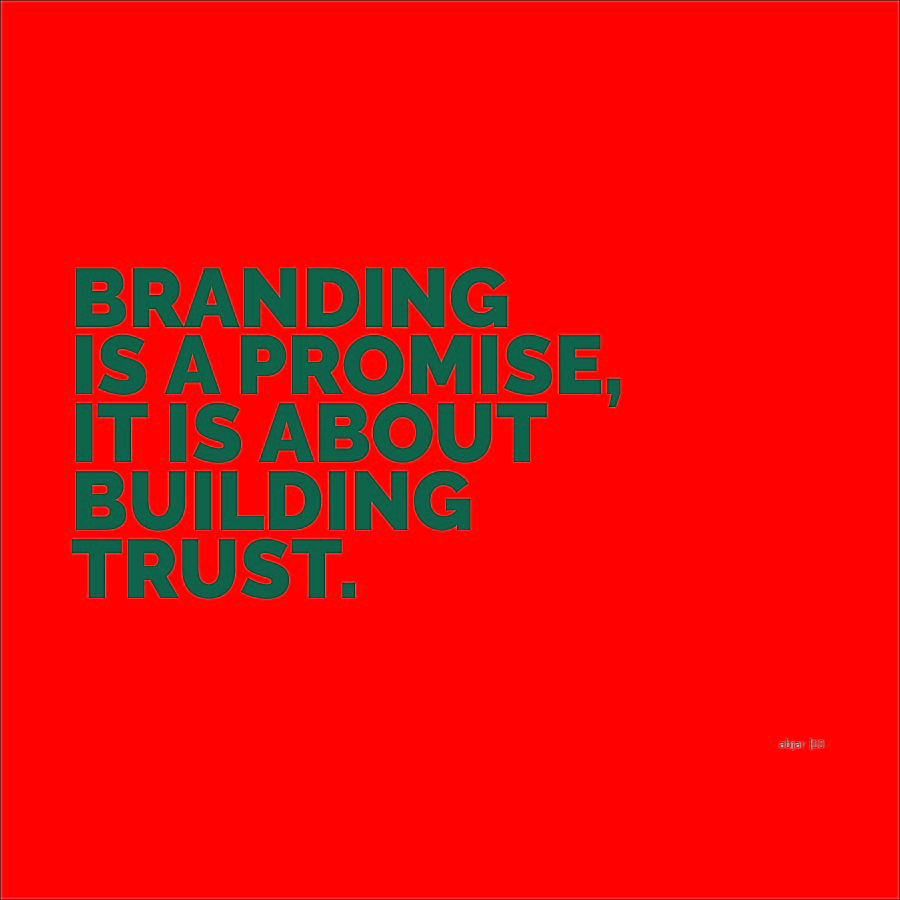 BRANDING
IS A PROMISE,
IT IS ABOUT
BUILDING
TRUST.